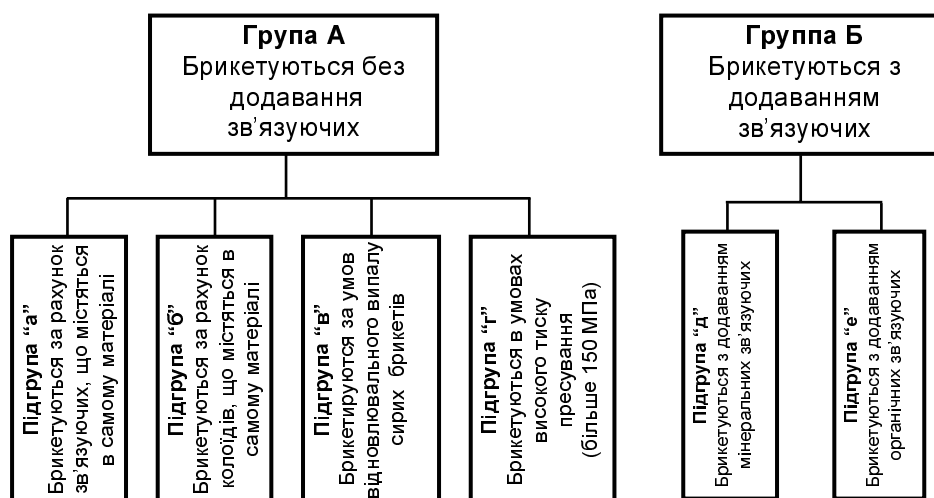 Група А
Брикетуються без
додавання
зв’язуючих
Группа Б
Брикетуються з
додаванням
зв’язуючих
Підгрупа “а”
Брикетуються за рахунок
зв’язуючих, що містяться
в самому матеріалі
Підгрупа “б”
Брикетуються за рахунок
колоїдів, що містяться в
самому матеріалі
Підгрупа “в”
Брикетируются за умов
відновлювального випалу
сирих брикетів
Підгрупа “г”
Брикетуються в умовах
високого тиску
пресування
(більше 150 МПа)
Підгрупа “д”
Брикетуються з додаванням
мінеральних зв’язуючих
Підгрупа “е”
Брикетуються з додаванням
органічних зв’язуючих